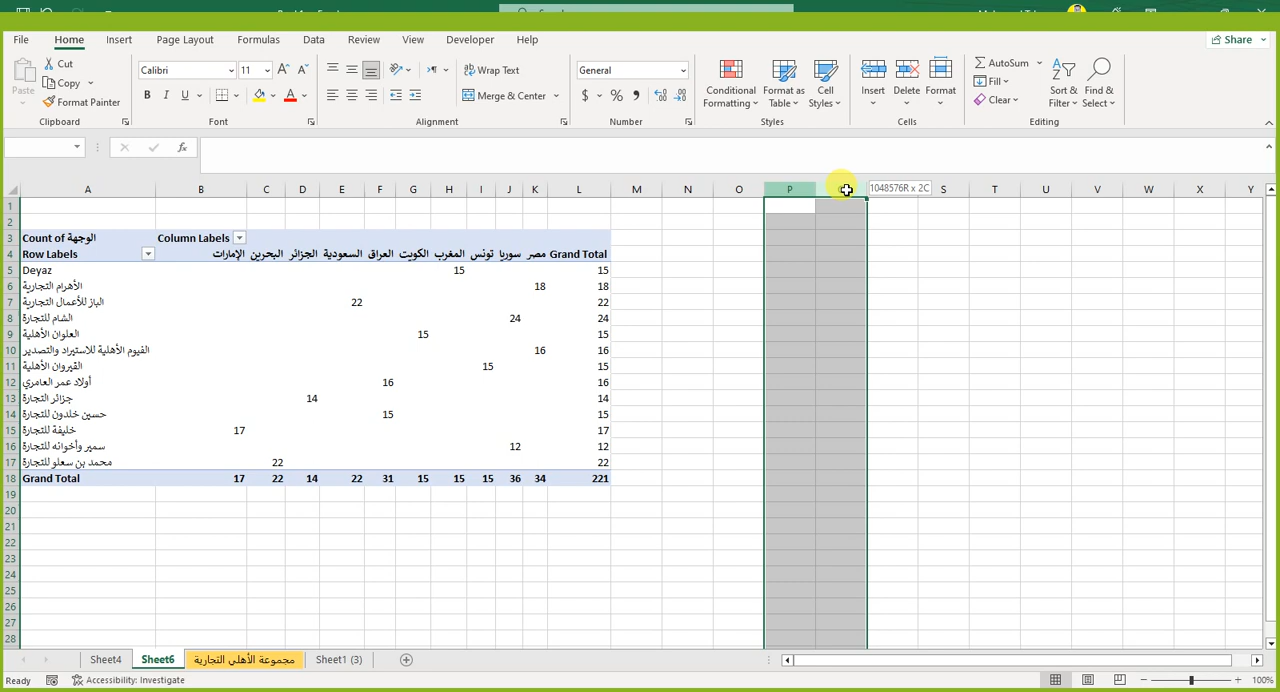 File Home Insert Page Layout Formulas Data Review View Developer Help Share
Cut
Copy
Format Painter
Paste
Clipboard
Calibri 11
B I U
Font
Wrap Text
Merge & Center
Alignment
General
$ % 9
Number
Conditional Formatting
Format as Table
Cell Styles
Styles
Insert Delete Format
Cells
AutoSum
Fill
Clear
Sort & Filter
Find & Select
Editing
fx
A B C D E F G H I J K L M N O P 1048576R x 2C S T U V W X Y
1
2
3 Count of الوجهة Column Labels
4 Row Labels الإمارات البحرين الجزائر السعودية العراق الكويت المغرب تونس سوريا مصر Grand Total
5 Deyaz 15 15
6 الأهرام التجارية 18 18
7 الباز للأعمال التجارية 22 22
8 الشام للتجارة 24 24
9 العلوان الأهلية 15 15
10 الفيوم الأهلية للاستيراد والتصدير 16 16
11 القيروان الأهلية 15 15
12 أولاد عمر العامري 16 16
13 جزائر التجارة 14 14
14 حسين خلدون للتجارة 15 15
15 خليفة للتجارة 17 17
16 سمير وأخوانه للتجارة 12 12
17 محمد بن سعلو للتجارة 22 22
18 Grand Total 17 22 14 22 31 15 15 15 36 34 221
19
20
21
22
23
24
25
26
27
28
Sheet4 Sheet6 مجموعة الأهلي التجارية Sheet1 (3)
Ready Accessibility: Investigate 100%